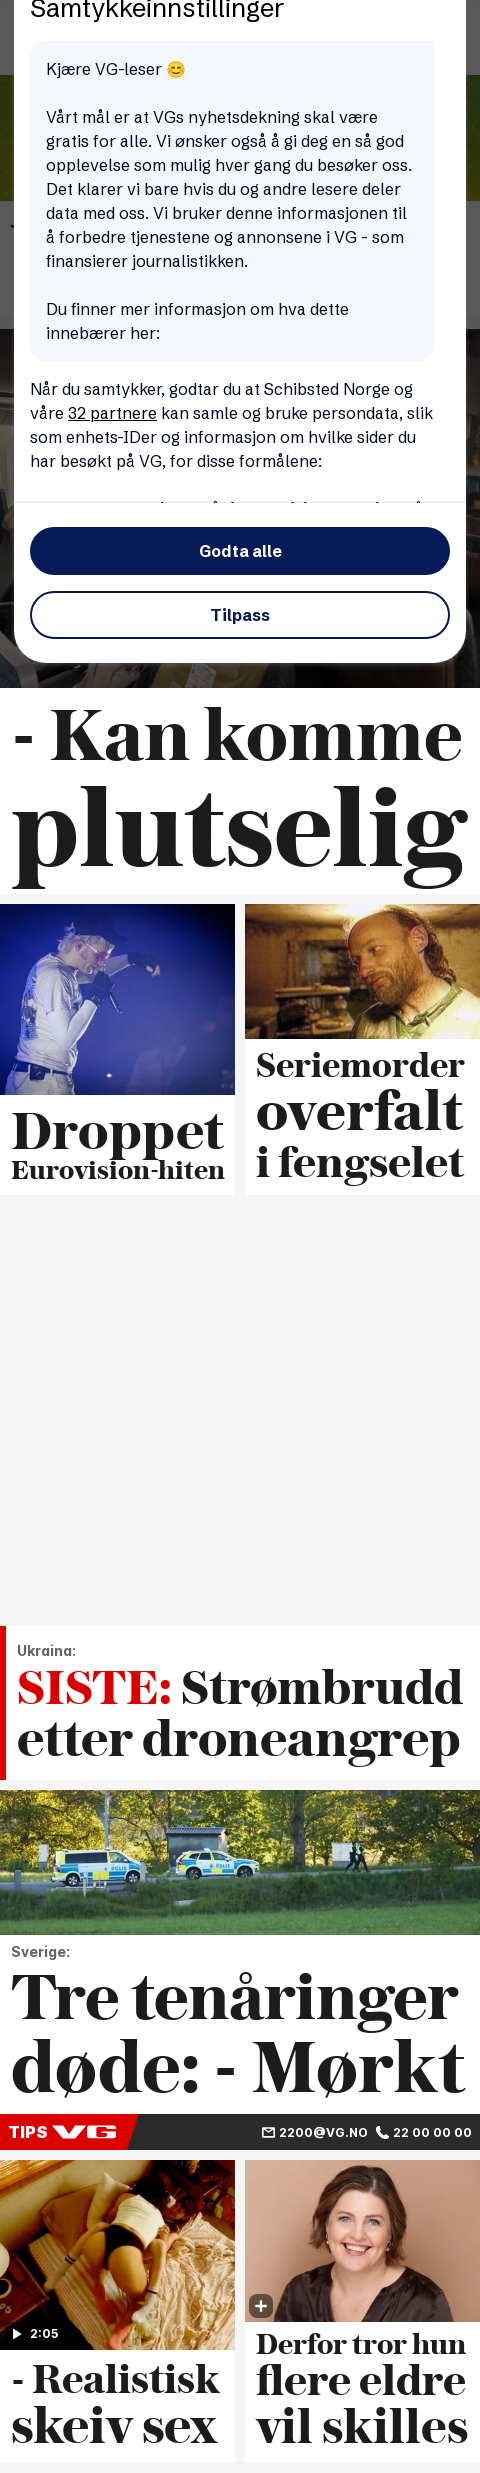 Samtykkeinnstillinger
Kjære VG-leser 😊
Vårt mål er at VGs nyhetsdekning skal være
gratis for alle. Vi ønsker også å gi deg en så god
opplevelse som mulig hver gang du besøker oss.
Det klarer vi bare hvis du og andre lesere deler
data med oss. Vi bruker denne informasjonen til
å forbedre tjenestene og annonsene i VG - som
finansierer journalistikken.
Du finner mer informasjon om hva dette
innebærer her:
Når du samtykker, godtar du at Schibsted Norge og
våre 32 partnere kan samle og bruke persondata, slik
som enhets-IDer og informasjon om hvilke sider du
har besøkt på VG, for disse formålene:
Godta alle
Tilpass
- Kan komme
plutselig
Droppet
Eurovision-hiten
Seriemorder
overfalt
i fengselet
Ukraina:
SISTE: Strømbrudd
etter droneangrep
POLIS
Sverige:
Tre tenåringer
døde: - Mørkt
TIPS VG 2200@VG.NO 22 00 00 00
2:05
- Realistisk
skeiv sex
Derfor tror hun
flere eldre
vil skilles